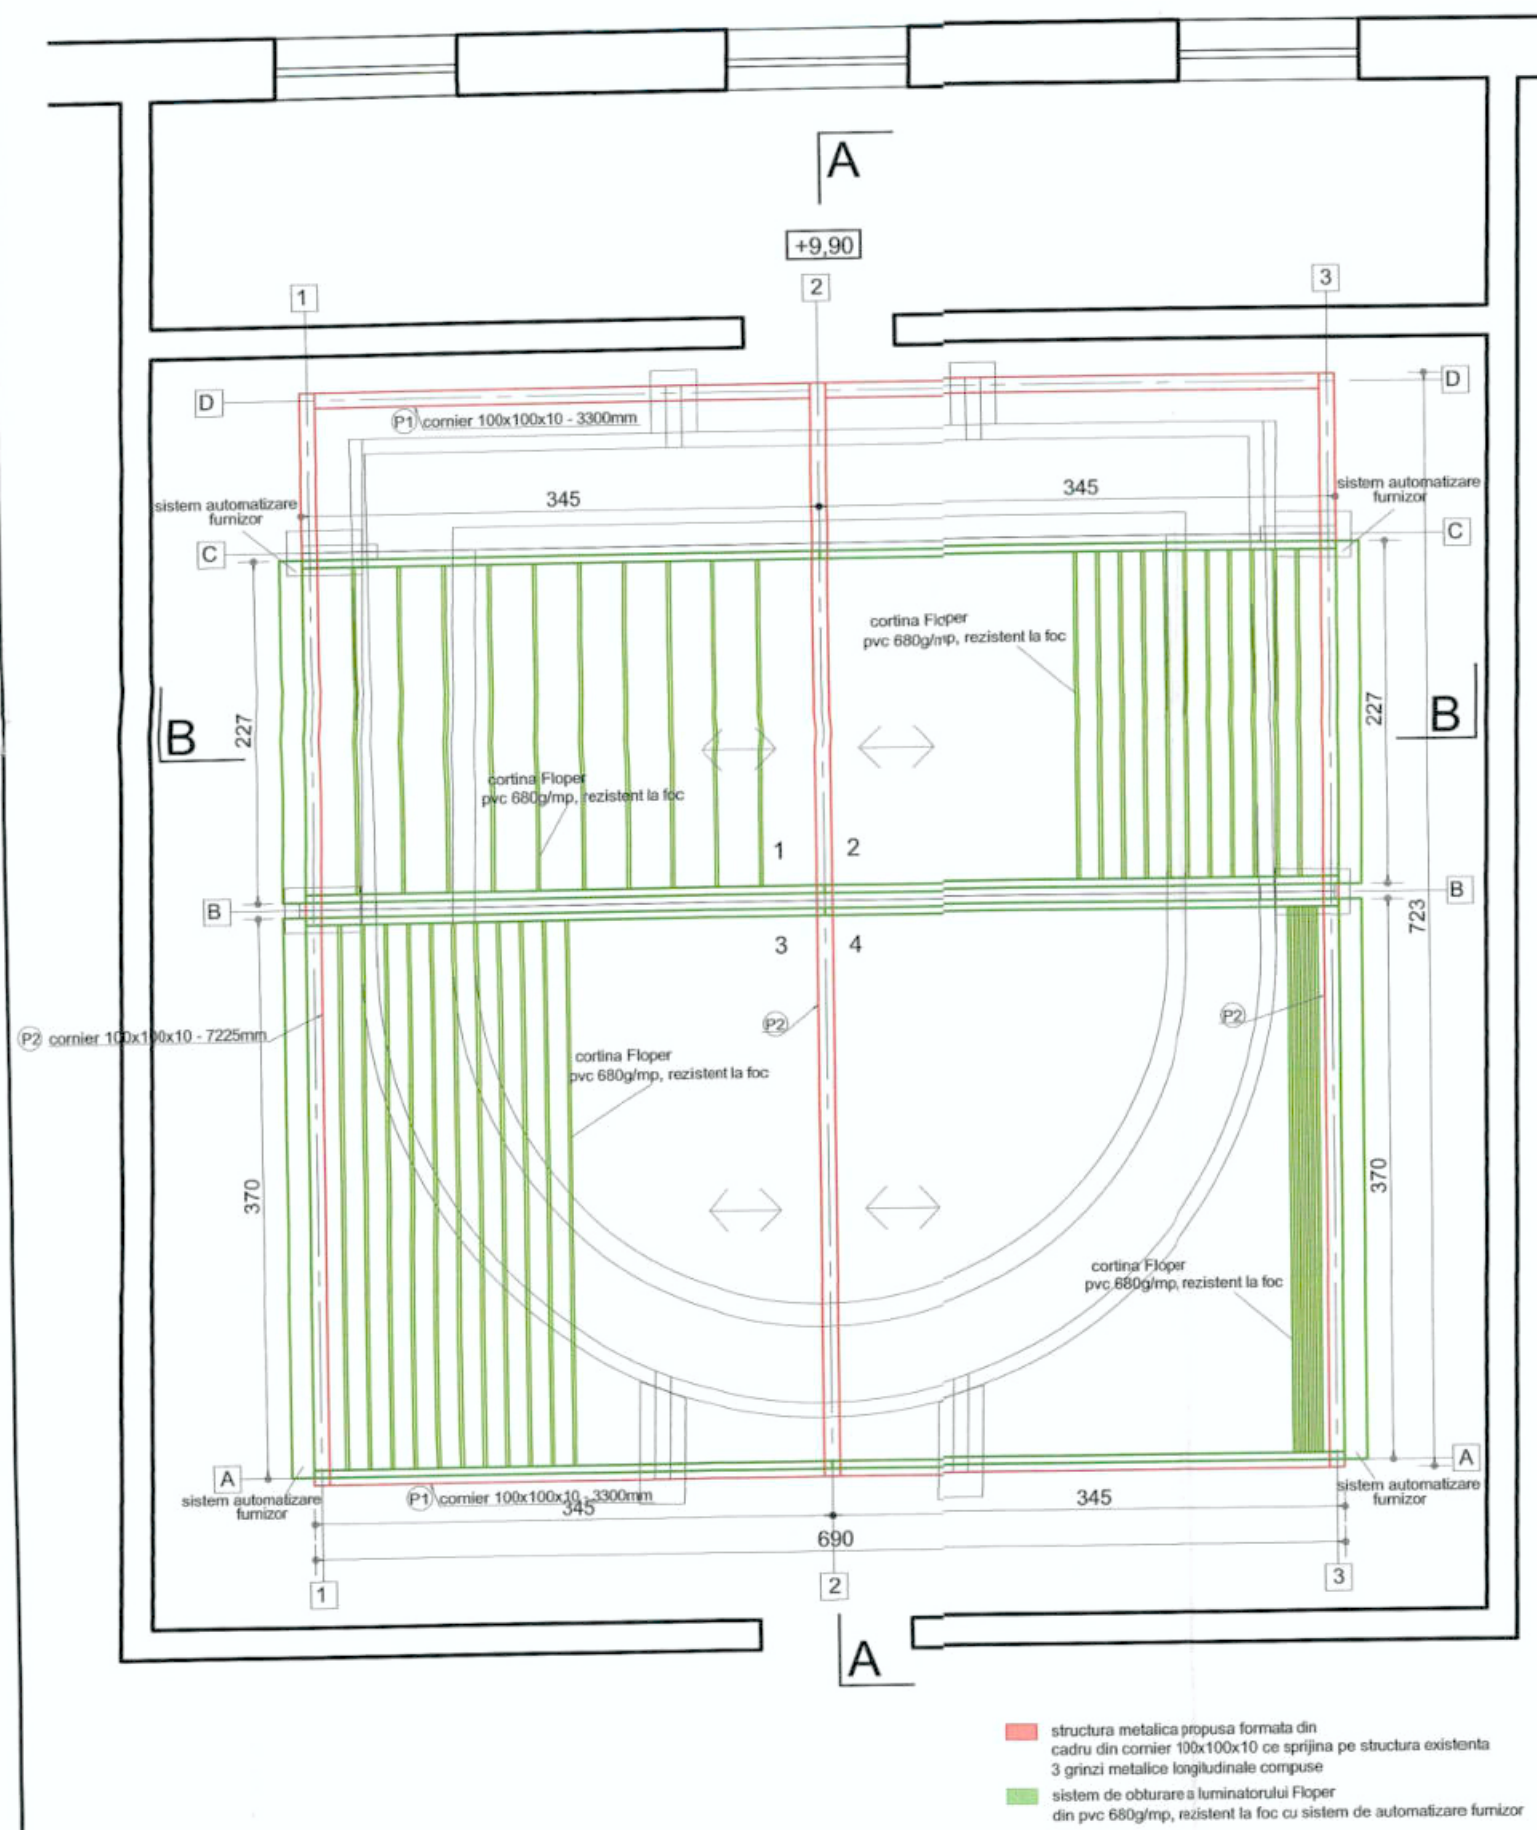 A
+9,90
1
2
3
D
D
P1 cornier 100x100x10 - 3300mm
345
345
sistem automatizare
furnizor
sistem automatizare
furnizor
C
C
cortina Floper
pvc 680g/mp, rezistent la foc
B
227
227
B
cortina Floper
pvc 680g/mp, rezistent la foc
1
2
B
B
723
3
4
P2 cornier 100x100x10 - 7225mm
P2
P2
cortina Floper
pvc 680g/mp, rezistent la foc
370
370
cortina Floper
pvc 680g/mp, rezistent la foc
A
A
sistem automatizare
furnizor
P1 cornier 100x100x10 - 3300mm
345
345
sistem automatizare
furnizor
690
1
2
3
A
structura metalica propusa formata din
cadru din cornier 100x100x10 ce sprijina pe structura existenta
3 grinzi metalice longitudinale compuse
sistem de obturare a luminatorului Floper
din pvc 680g/mp, rezistent la foc cu sistem de automatizare furnizor